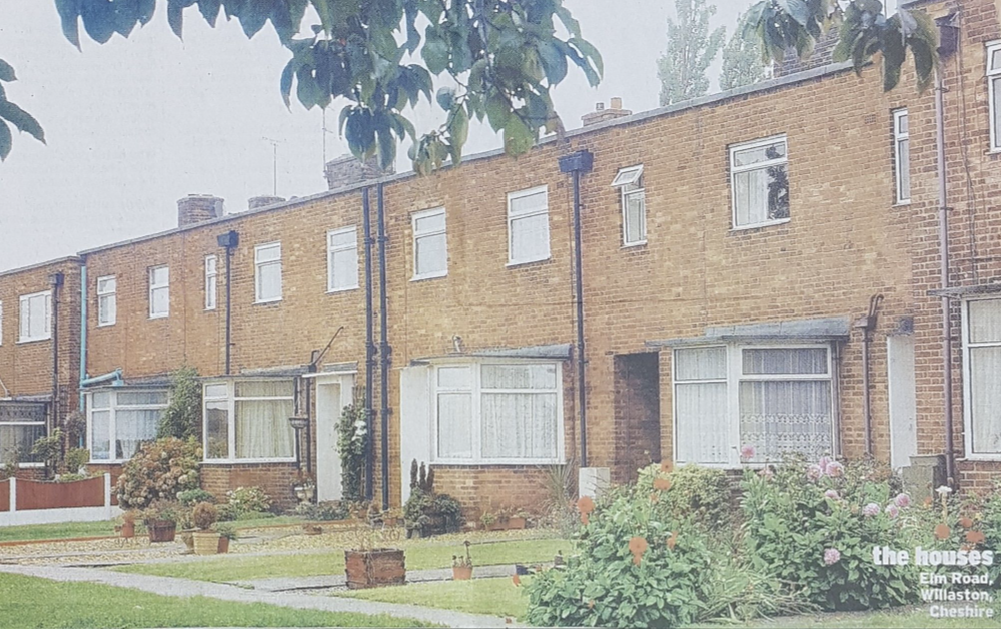 the houses
Elm Road,
Willaston,
Cheshire